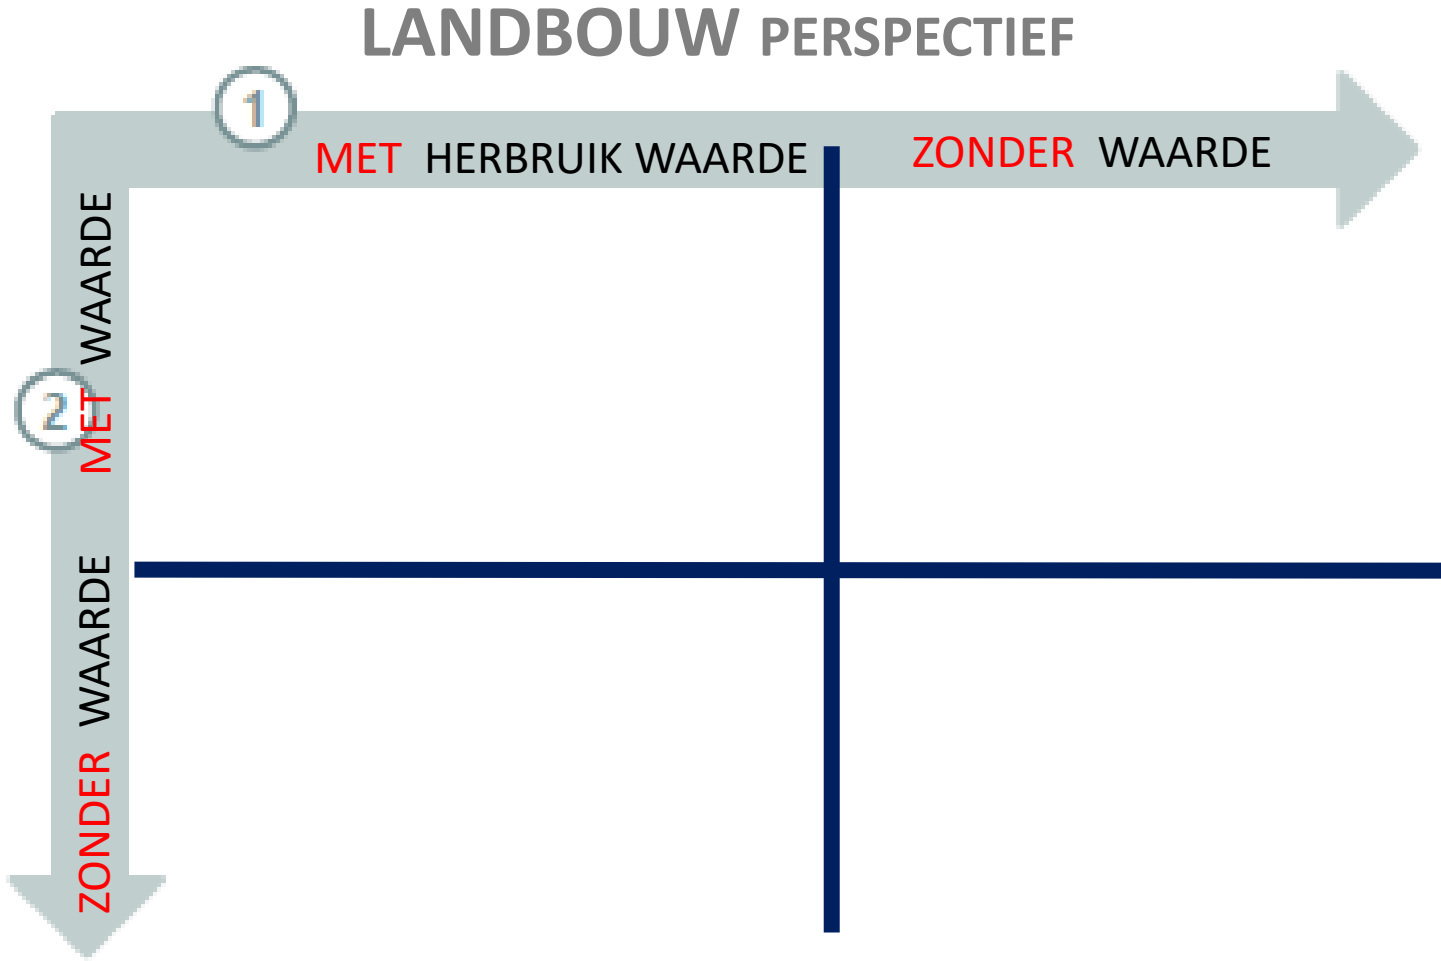 LANDBOUW PERSPECTIEF
1
MET HERBRUIK WAARDE
ZONDER WAARDE
2
MET WAARDE
ZONDER WAARDE